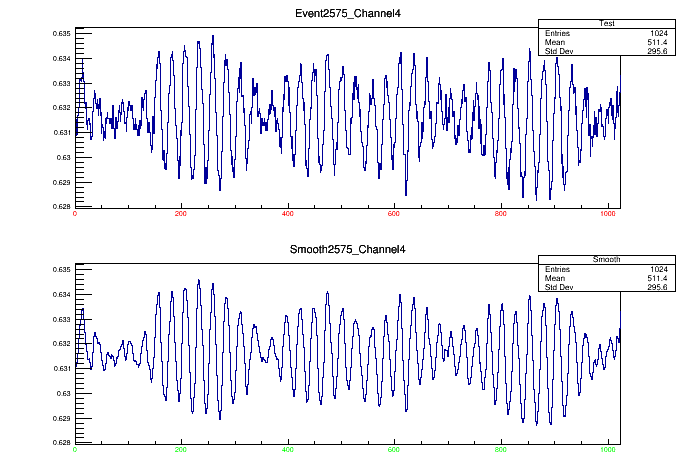 Event2575_Channel4
Test
Entries 1024
Mean 511.4
Std Dev 295.6
0.635
0.634
0.633
0.632
0.631
0.63
0.629
0.628
0 200 400 600 800 1000
Smooth2575_Channel4
Smooth
Entries 1024
Mean 511.4
Std Dev 295.6
0.635
0.634
0.633
0.632
0.631
0.63
0.629
0.628
0 200 400 600 800 1000